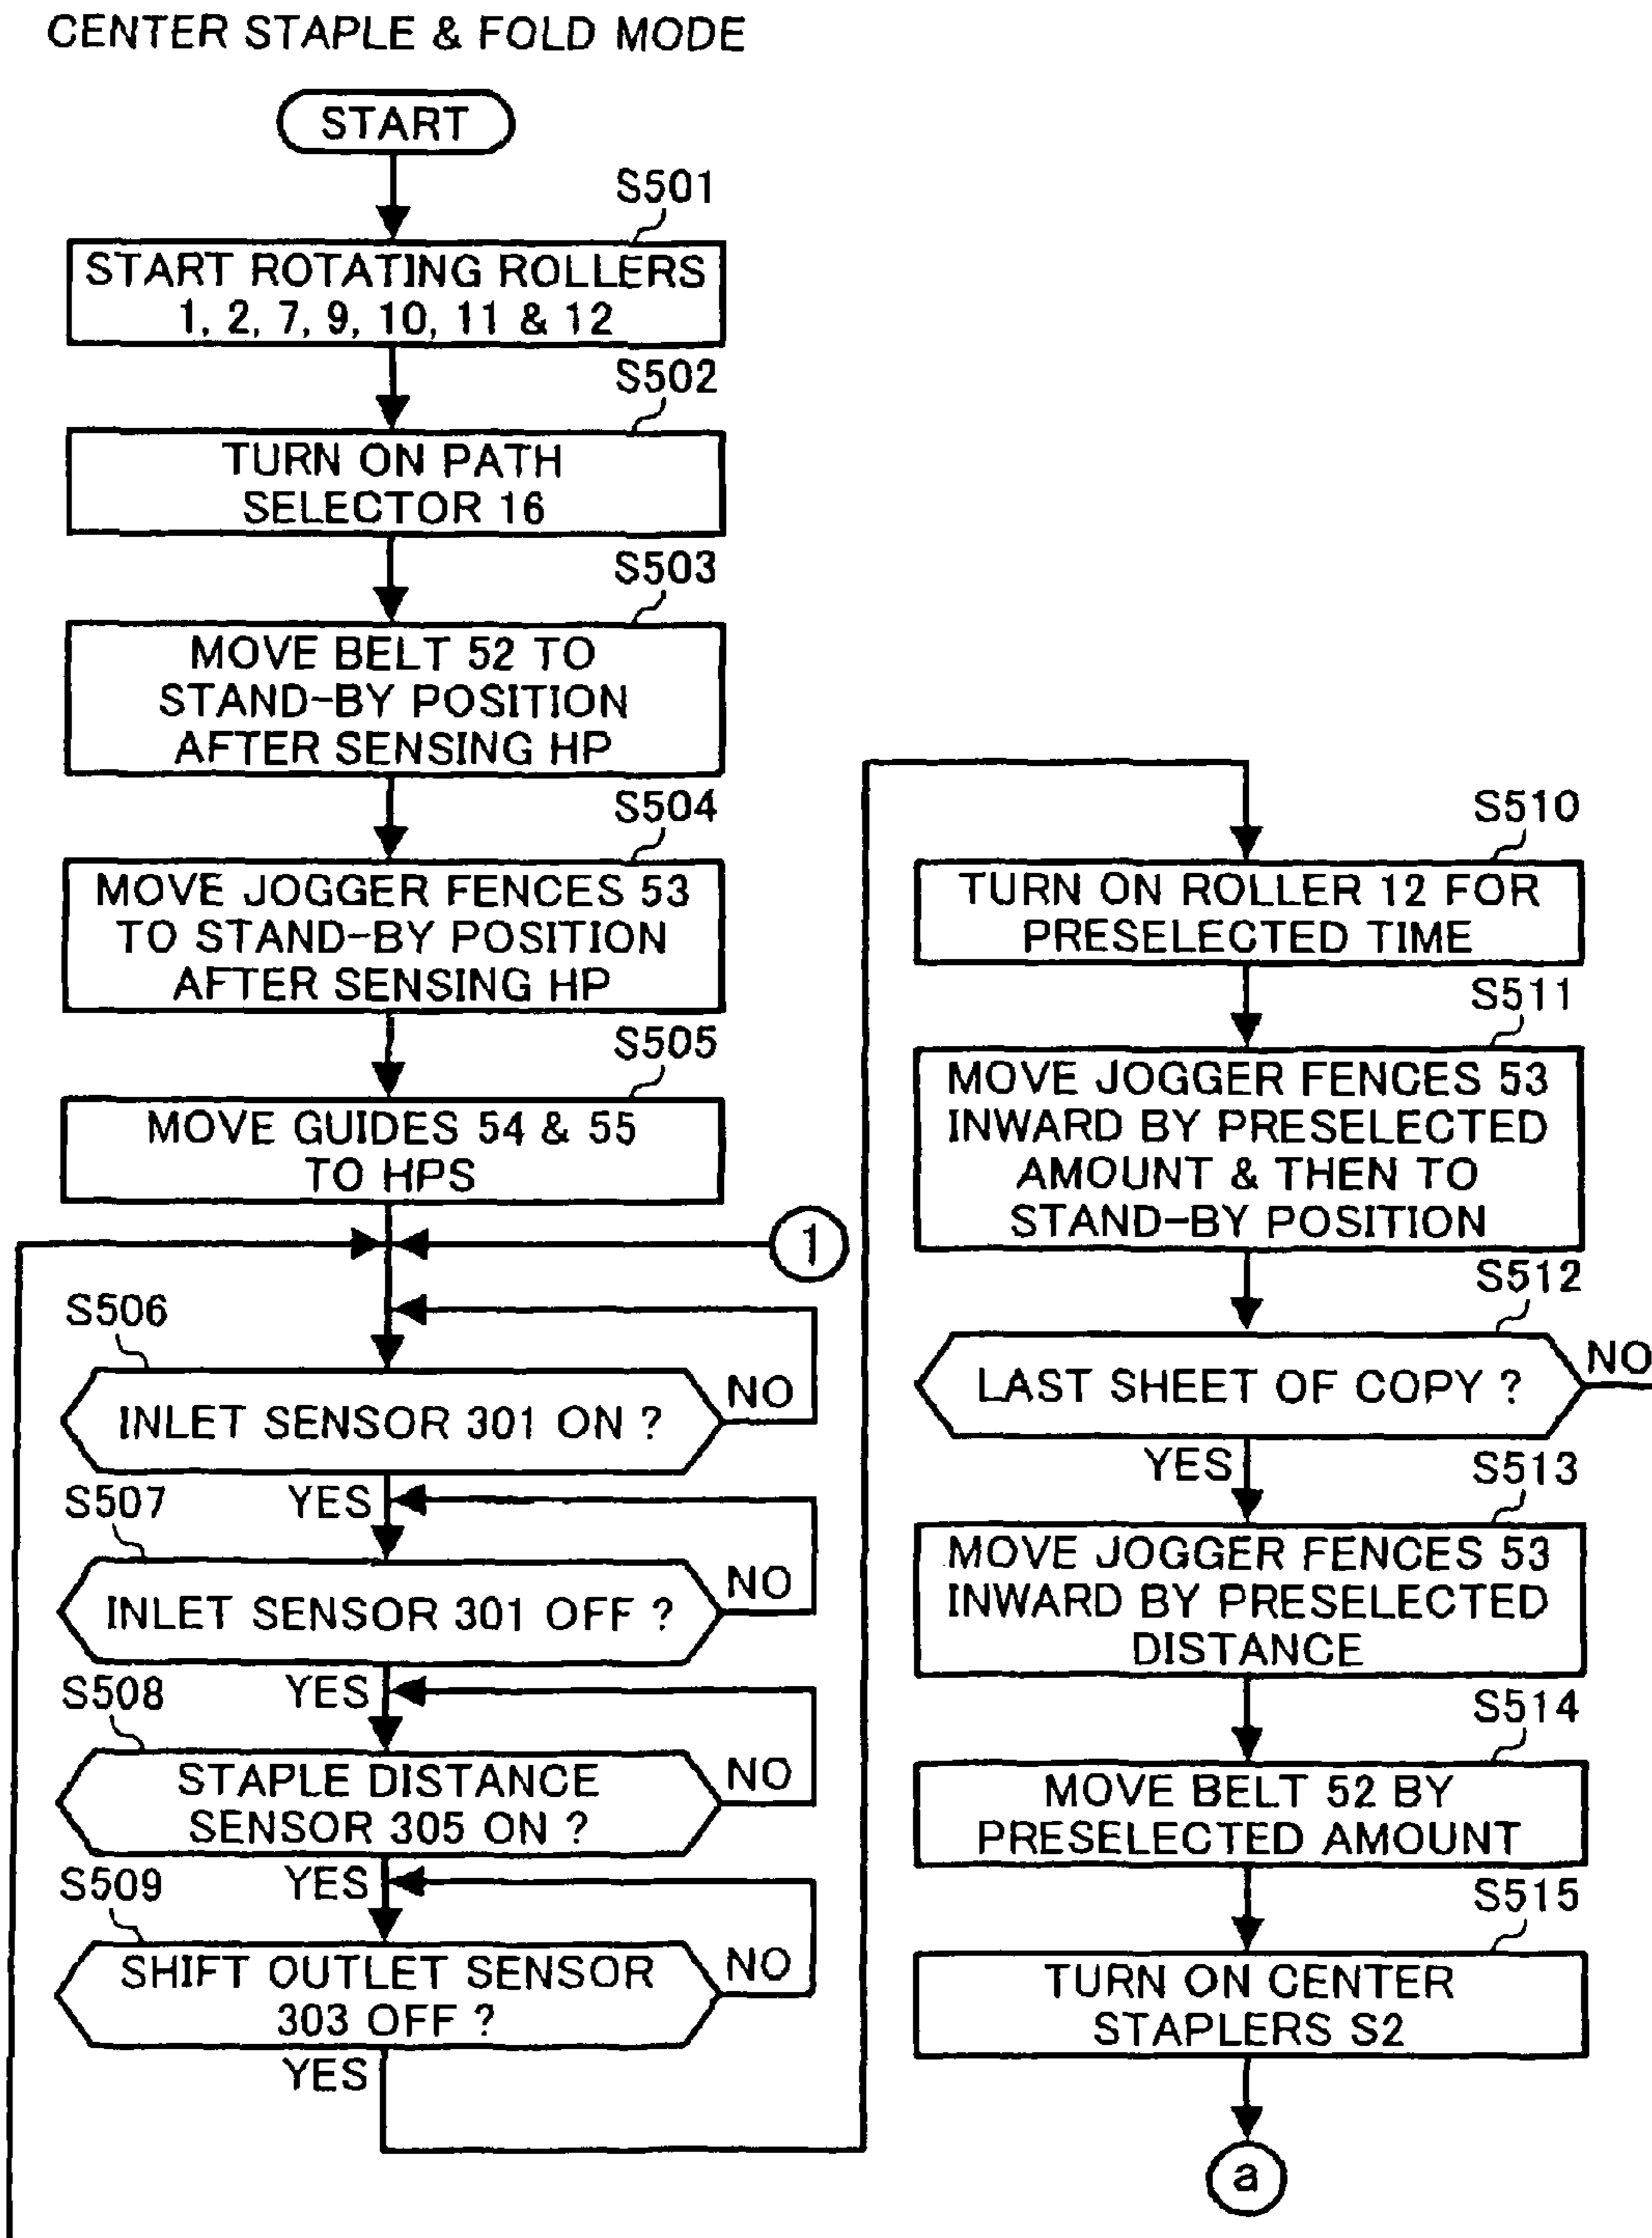 CENTER STAPLE & FOLD MODE
START
S501
START ROTATING ROLLERS
1, 2, 7, 9, 10, 11 & 12
S502
TURN ON PATH
SELECTOR 16
S503
MOVE BELT 52 TO
STAND-BY POSITION
AFTER SENSING HP
S504
MOVE JOGGER FENCES 53
TO STAND-BY POSITION
AFTER SENSING HP
S505
MOVE GUIDES 54 & 55
TO HPS
1
S506
INLET SENSOR 301 ON ?
NO
YES
S507
INLET SENSOR 301 OFF ?
NO
YES
S508
STAPLE DISTANCE
SENSOR 305 ON ?
NO
YES
S509
SHIFT OUTLET SENSOR
303 OFF ?
NO
YES
S510
TURN ON ROLLER 12 FOR
PRESELECTED TIME
S511
MOVE JOGGER FENCES 53
INWARD BY PRESELECTED
AMOUNT & THEN TO
STAND-BY POSITION
S512
LAST SHEET OF COPY ?
NO
YES
S513
MOVE JOGGER FENCES 53
INWARD BY PRESELECTED
DISTANCE
S514
MOVE BELT 52 BY
PRESELECTED AMOUNT
S515
TURN ON CENTER
STAPLERS S2
a